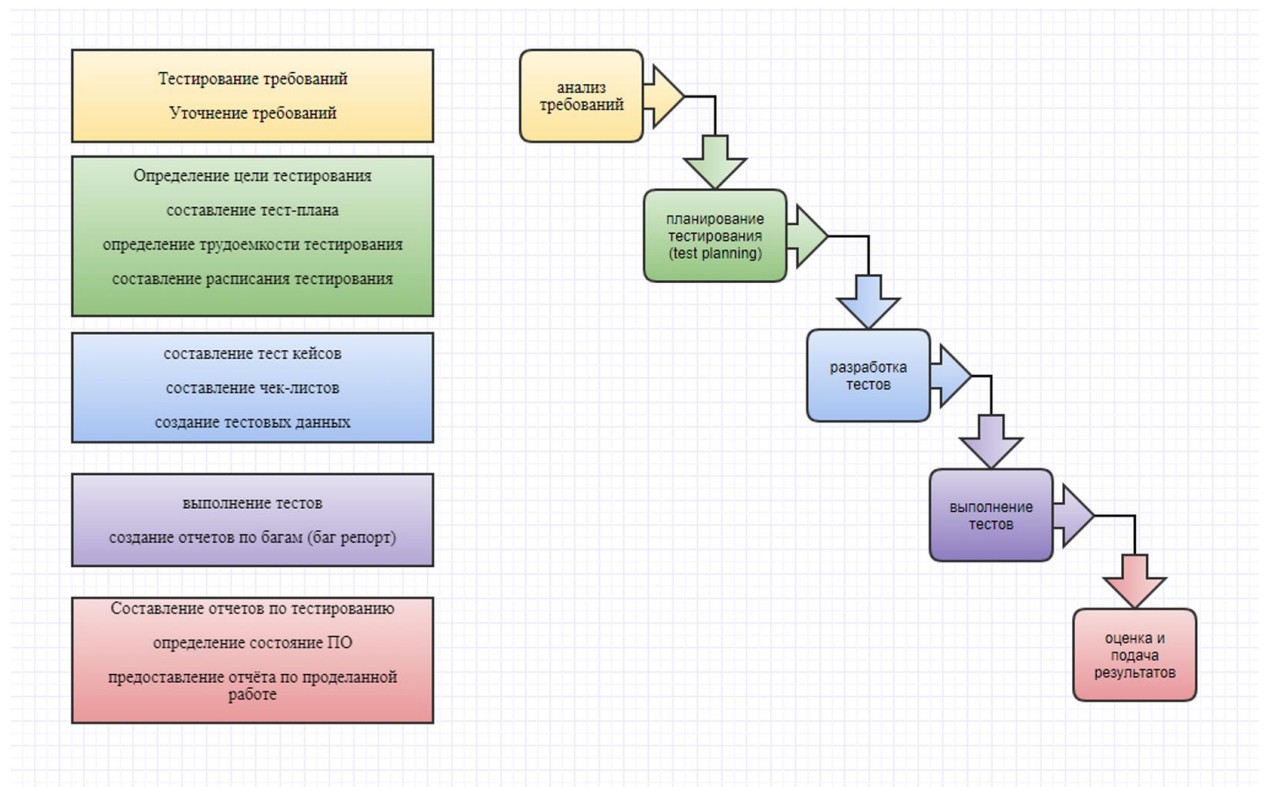 Тестирование требований
Уточнение требований
Определение цели тестирования
составление тест-плана
определение трудоемкости тестирования
составление расписания тестирования
составление тест кейсов
составление чек-листов
создание тестовых данных
выполнение тестов
создание отчетов по багам (баг репорт)
Составление отчетов по тестированию
определение состояние ПО
предоставление отчёта по проделанной
работе
анализ
требований
планирование
тестирования
(test planning)
разработка
тестов
выполнение
тестов
оценка и
подача
результатов